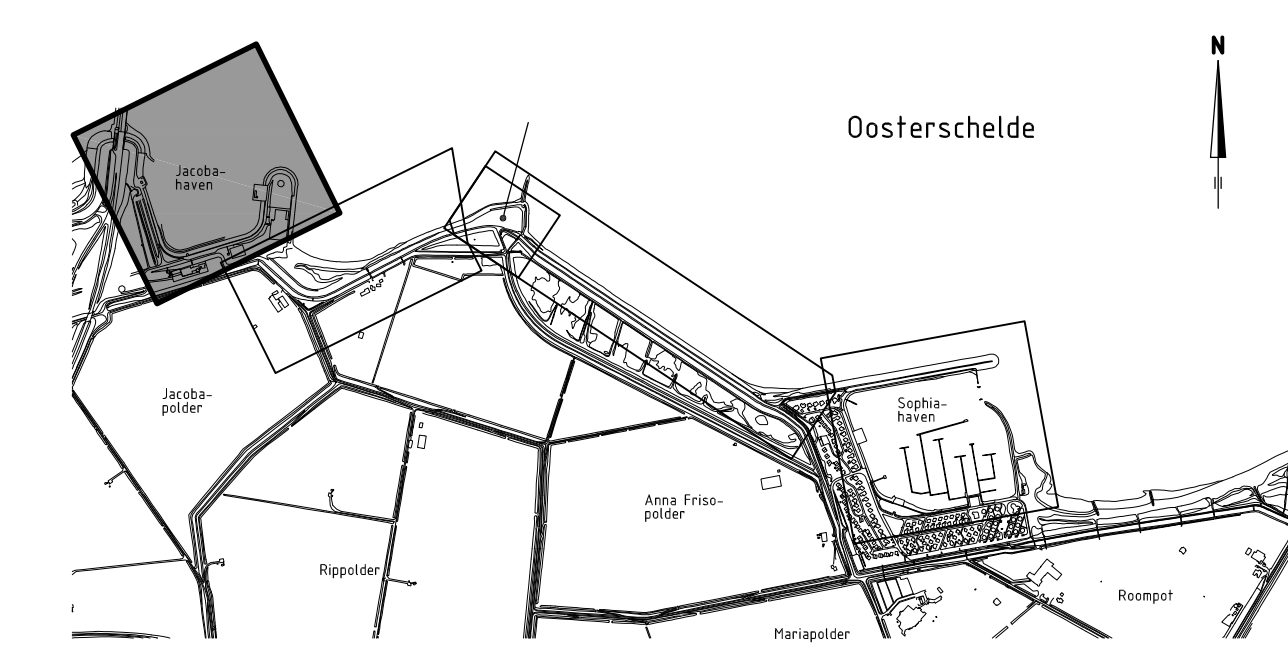 N
Oosterschelde
Jacoba-
haven
Jacoba-
polder
Sophia-
haven
Anna Friso-
polder
Rippolder
Roompot
Mariapolder